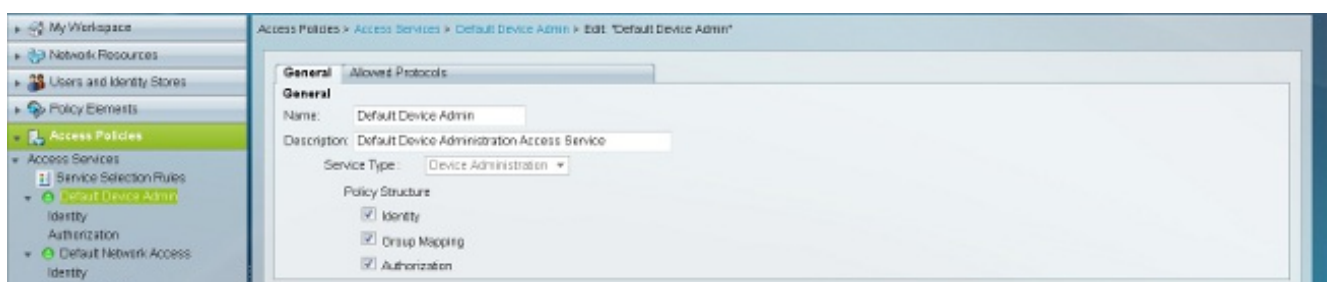 My Workspace
Network Resources
Users and Identity Stores
Policy Elements
Access Policies
Access Services
Service Selection Rules
Default Device Admin
Identity
Authorization
Default Network Access
Identity
Access Policies > Access Services > Default Device Admin > Edit: "Default Device Admin"
General Allowed Protocols
General
Name: Default Device Admin
Description: Default Device Administration Access Service
Service Type : Device Administration
Policy Structure
Identity
Group Mapping
Authorization